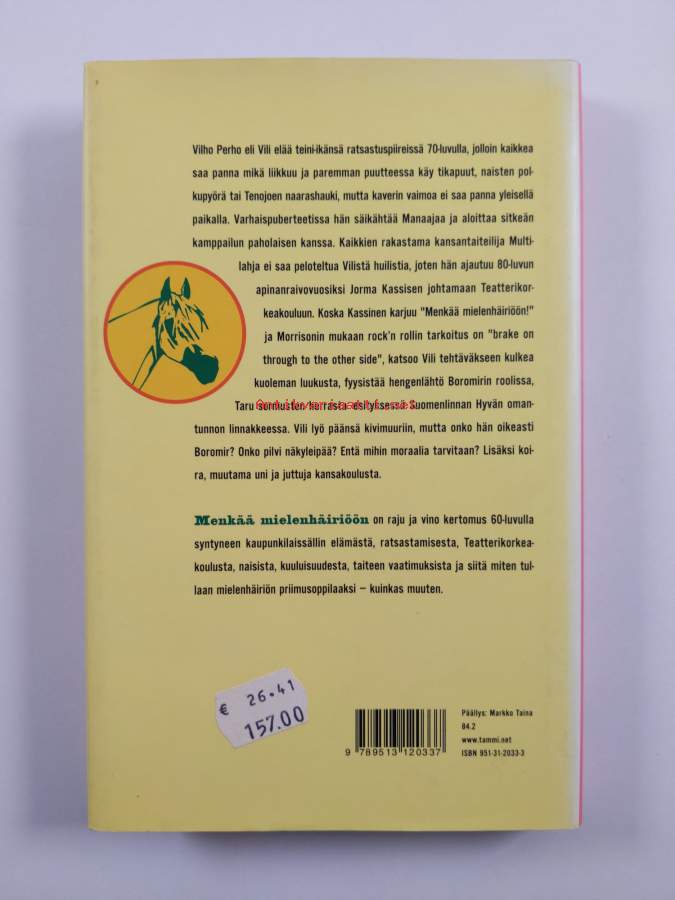 Vilho Perho eli Vili elää teini-ikänsä ratsastuspiireissä 70-luvulla, jolloin kaikkea
saa panna mikä liikkuu ja paremman puutteessa käy tikapuut, naisten pol-
kupyörä tai Tenojoen naarashauki, mutta kaverin vaimoa ei saa panna yleisellä
paikalla. Varhaispuberteetissa hän säikähtää Manaajaa ja aloittaa sitkeän
kamppailun paholaisen kanssa. Kaikkien rakastama kansantaiteilija Multi-
lahja ei saa peloteltua Vilistä huilistia, joten hän ajautuu 80-luvun
apinanraivovuosiksi Jorma Kassisen johtamaan Teatterikor-
keakouluun. Koska Kassinen karjuu "Menkää mielenhäiriöön!"
ja Morrisonin mukaan rock'n rollin tarkoitus on "brake on
through to the other side", katsoo Vili tehtäväkseen kulkea
kuoleman luukusta, fyysistää hengenlähtö Boromirin roolissa,
Taru sormusten herrasta esityksessä Suomenlinnan Hyvän oman-
tunnon linnakkeessa. Vili lyö päänsä kivimuuriin, mutta onko hän oikeasti
Boromir? Onko pilvi näkyleipää? Entä mihin moraalia tarvitaan? Lisäksi koi-
ra, muutama uni ja juttuja kansakoulusta.
Menkää mielenhäiriöön on raju ja vino kertomus 60-luvulla
syntyneen kaupunkilaissällin elämästä, ratsastamisesta, Teatterikorkea-
koulusta, naisista, kuuluisuudesta, taiteen vaatimuksista ja siitä miten tul-
laan mielenhäiriön priimusoppilaaksi – kuinkas muuten.
Antikvariaatti.net
€ 26.41
157.00
9 789513 120337
Päällys: Markko Taina
84.2
www.tammi.net
ISBN 951-31-2033-3